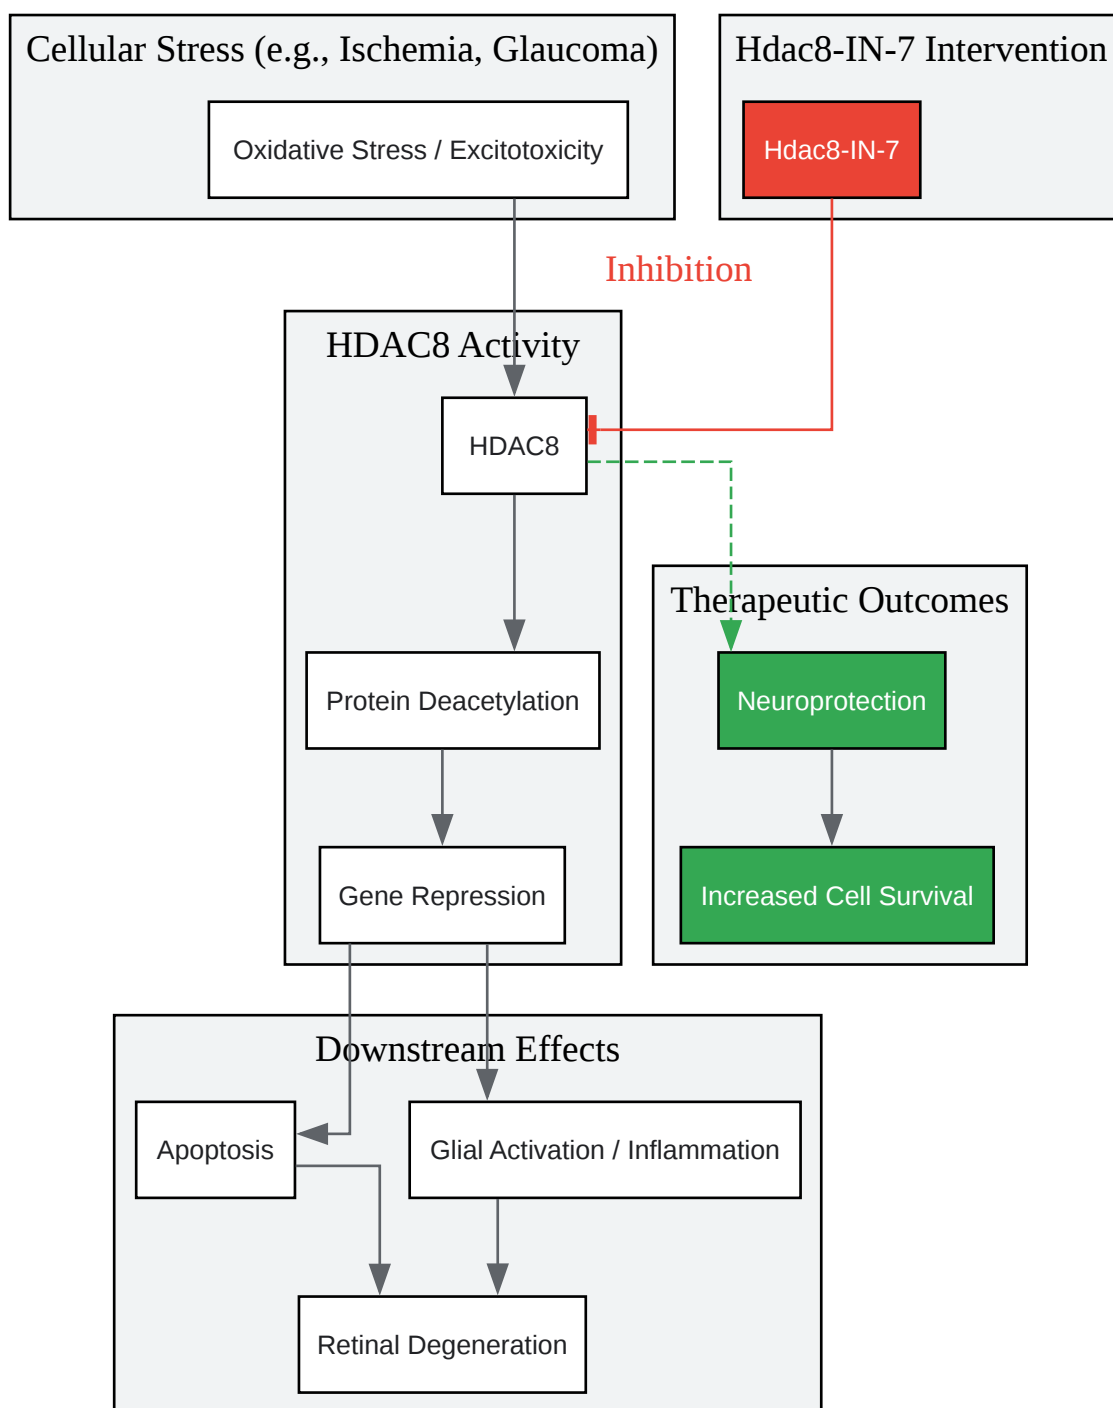 Cellular Stress (e.g., Ischemia, Glaucoma)
Hdac8-IN-7 Intervention
Oxidative Stress / Excitotoxicity
Hdac8-IN-7
Inhibition
HDAC8 Activity
HDAC8
Therapeutic Outcomes
Protein Deacetylation
Neuroprotection
Gene Repression
Increased Cell Survival
Downstream Effects
Apoptosis
Glial Activation / Inflammation
Retinal Degeneration